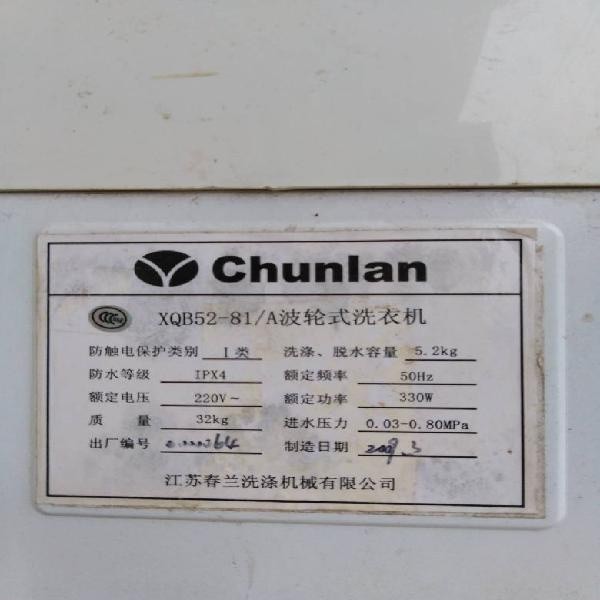 Chunlan
CCC XQB52-81/A波轮式洗衣机
防触电保护类别 I类 洗涤、脱水容量 5.2kg
防水等级 IPX4 额定频率 50Hz
额定电压 220V~ 额定功率 330W
质量 32kg 进水压力 0.03-0.80MPa
出厂编号 制造日期 2009.3
江苏春兰洗涤机械有限公司